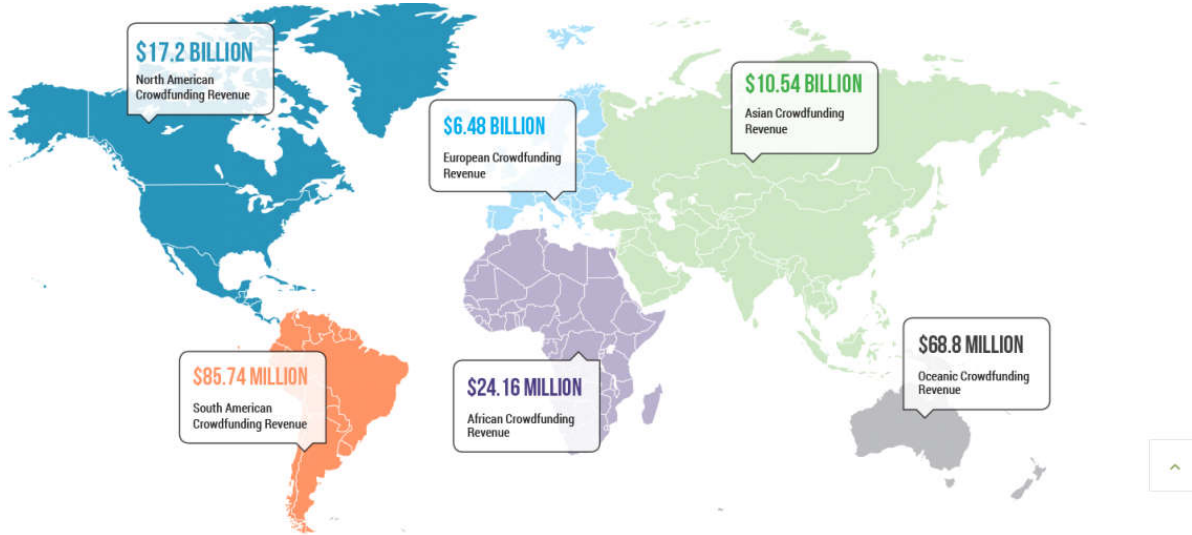 $17.2 BILLION
North American
Crowdfunding Revenue
$6.48 BILLION
European Crowdfunding
Revenue
$10.54 BILLION
Asian Crowdfunding
Revenue
$85.74 MILLION
South American
Crowdfunding Revenue
$24.16 MILLION
African Crowdfunding
Revenue
$68.8 MILLION
Oceanic Crowdfunding
Revenue